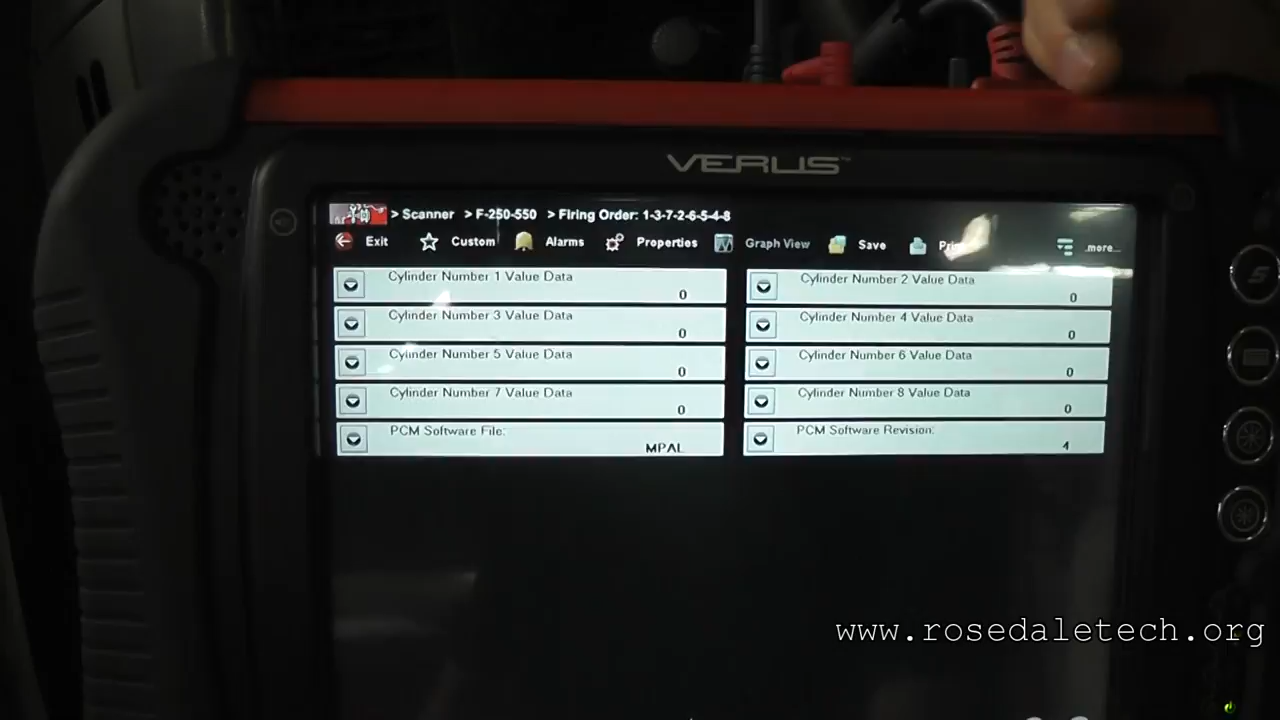 VERUS™
> Scanner > F-250-550 > Firing Order: 1-3-7-2-6-5-4-8
Exit Custom Alarms Properties Graph View Save more...
Cylinder Number 1 Value Data 0
Cylinder Number 2 Value Data 0
Cylinder Number 3 Value Data 0
Cylinder Number 4 Value Data 0
Cylinder Number 5 Value Data 0
Cylinder Number 6 Value Data 0
Cylinder Number 7 Value Data 0
Cylinder Number 8 Value Data 0
PCM Software File: MPAL
PCM Software Revision: 4
www.rosedaletech.org